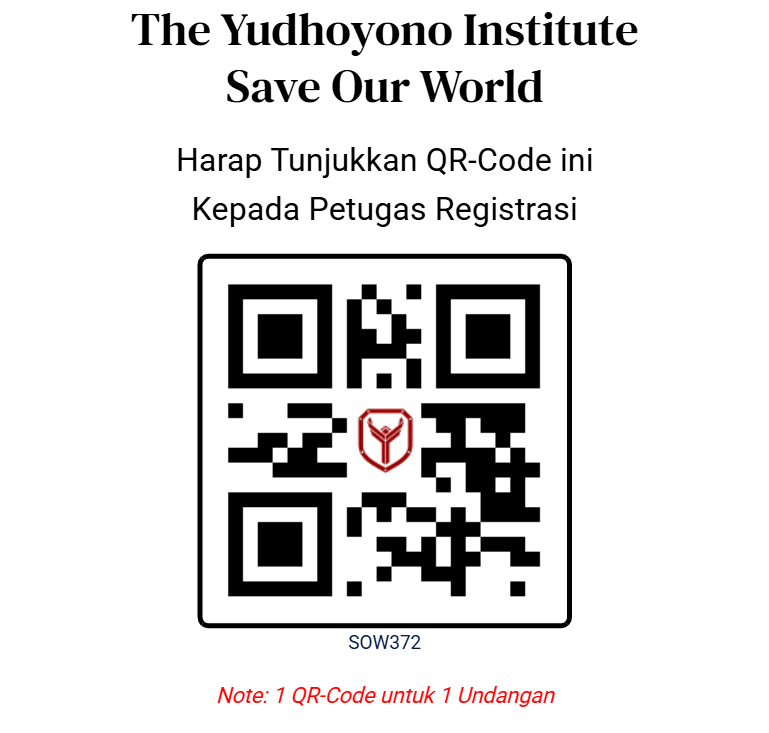 The Yudhoyono Institute
Save Our World
Harap Tunjukkan QR-Code ini
Kepada Petugas Registrasi
SOW372
Note: 1 QR-Code untuk 1 Undangan